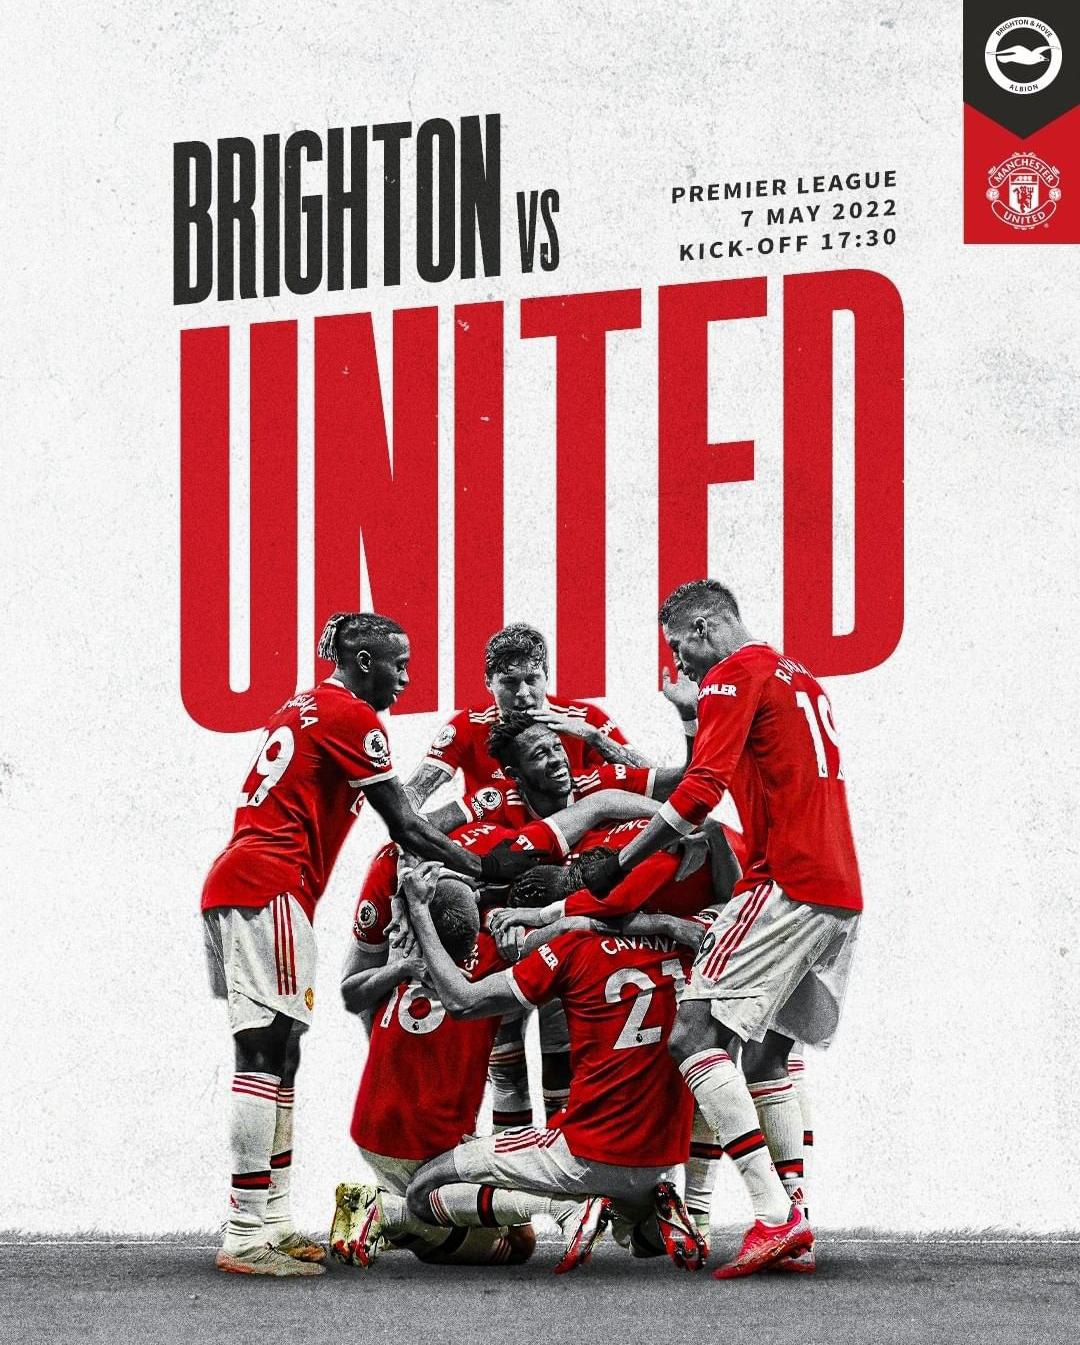 BRIGHTON & HOVE
ALBION
BRIGHTON VS
PREMIER LEAGUE
7 MAY 2022
KICK-OFF 17:30
MANCHESTER
UNITED
UNITED
29
19
CAVANI
21
16